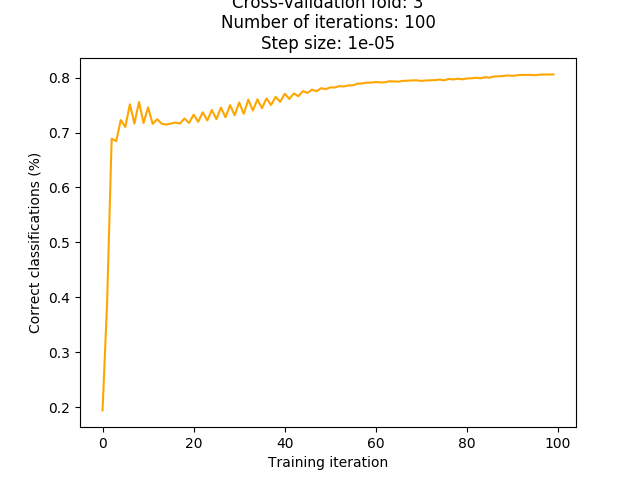 Cross-validation fold: 3
Number of iterations: 100
Step size: 1e-05
0.8
0.7
0.6
0.5
0.4
0.3
0.2
Correct classifications (%)
0 20 40 60 80 100
Training iteration